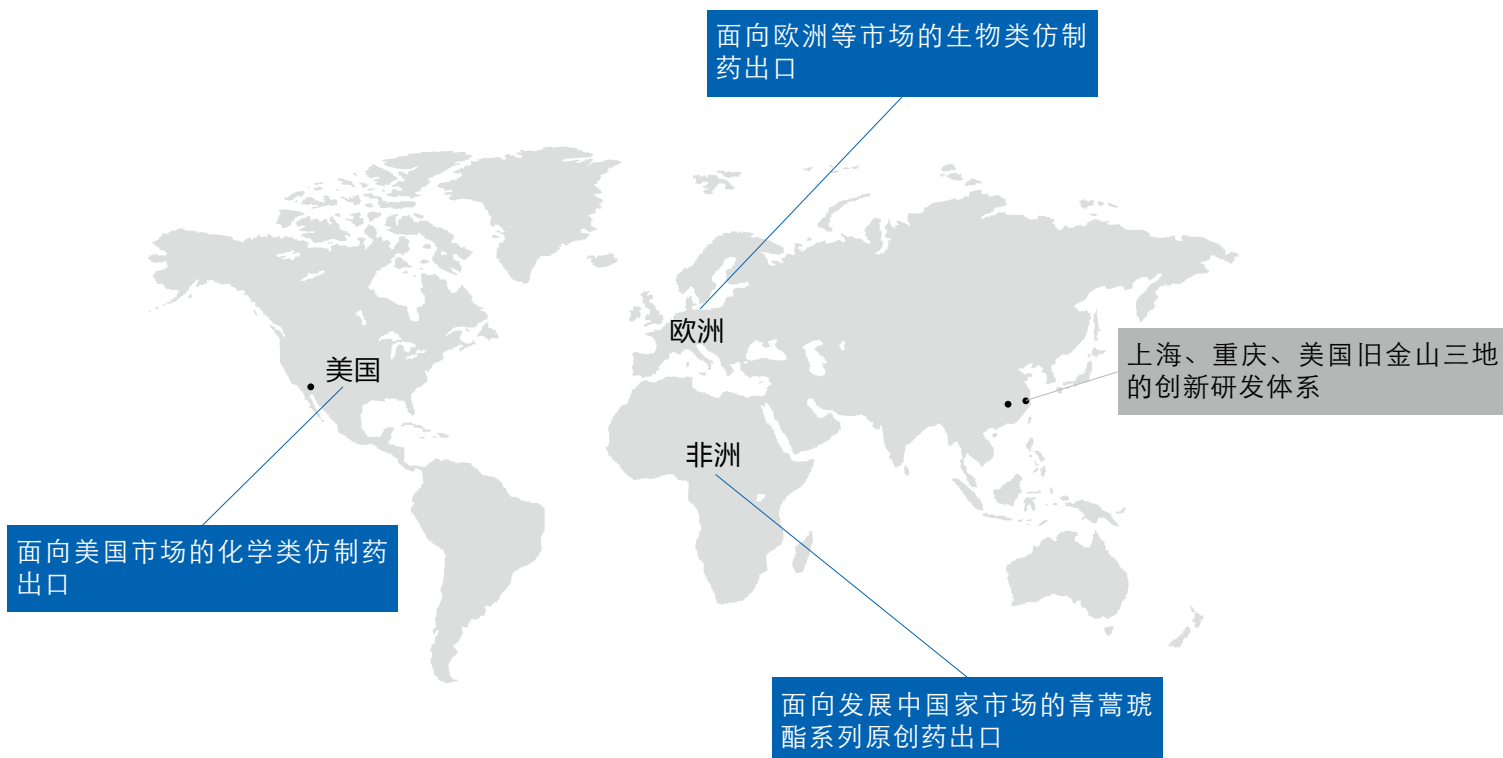 面向欧洲等市场的生物类仿制
药出口
欧洲
上海、重庆、美国旧金山三地
的创新研发体系
美国
非洲
面向美国市场的化学类仿制药
出口
面向发展中国家市场的青蒿琥
酯系列原创药出口